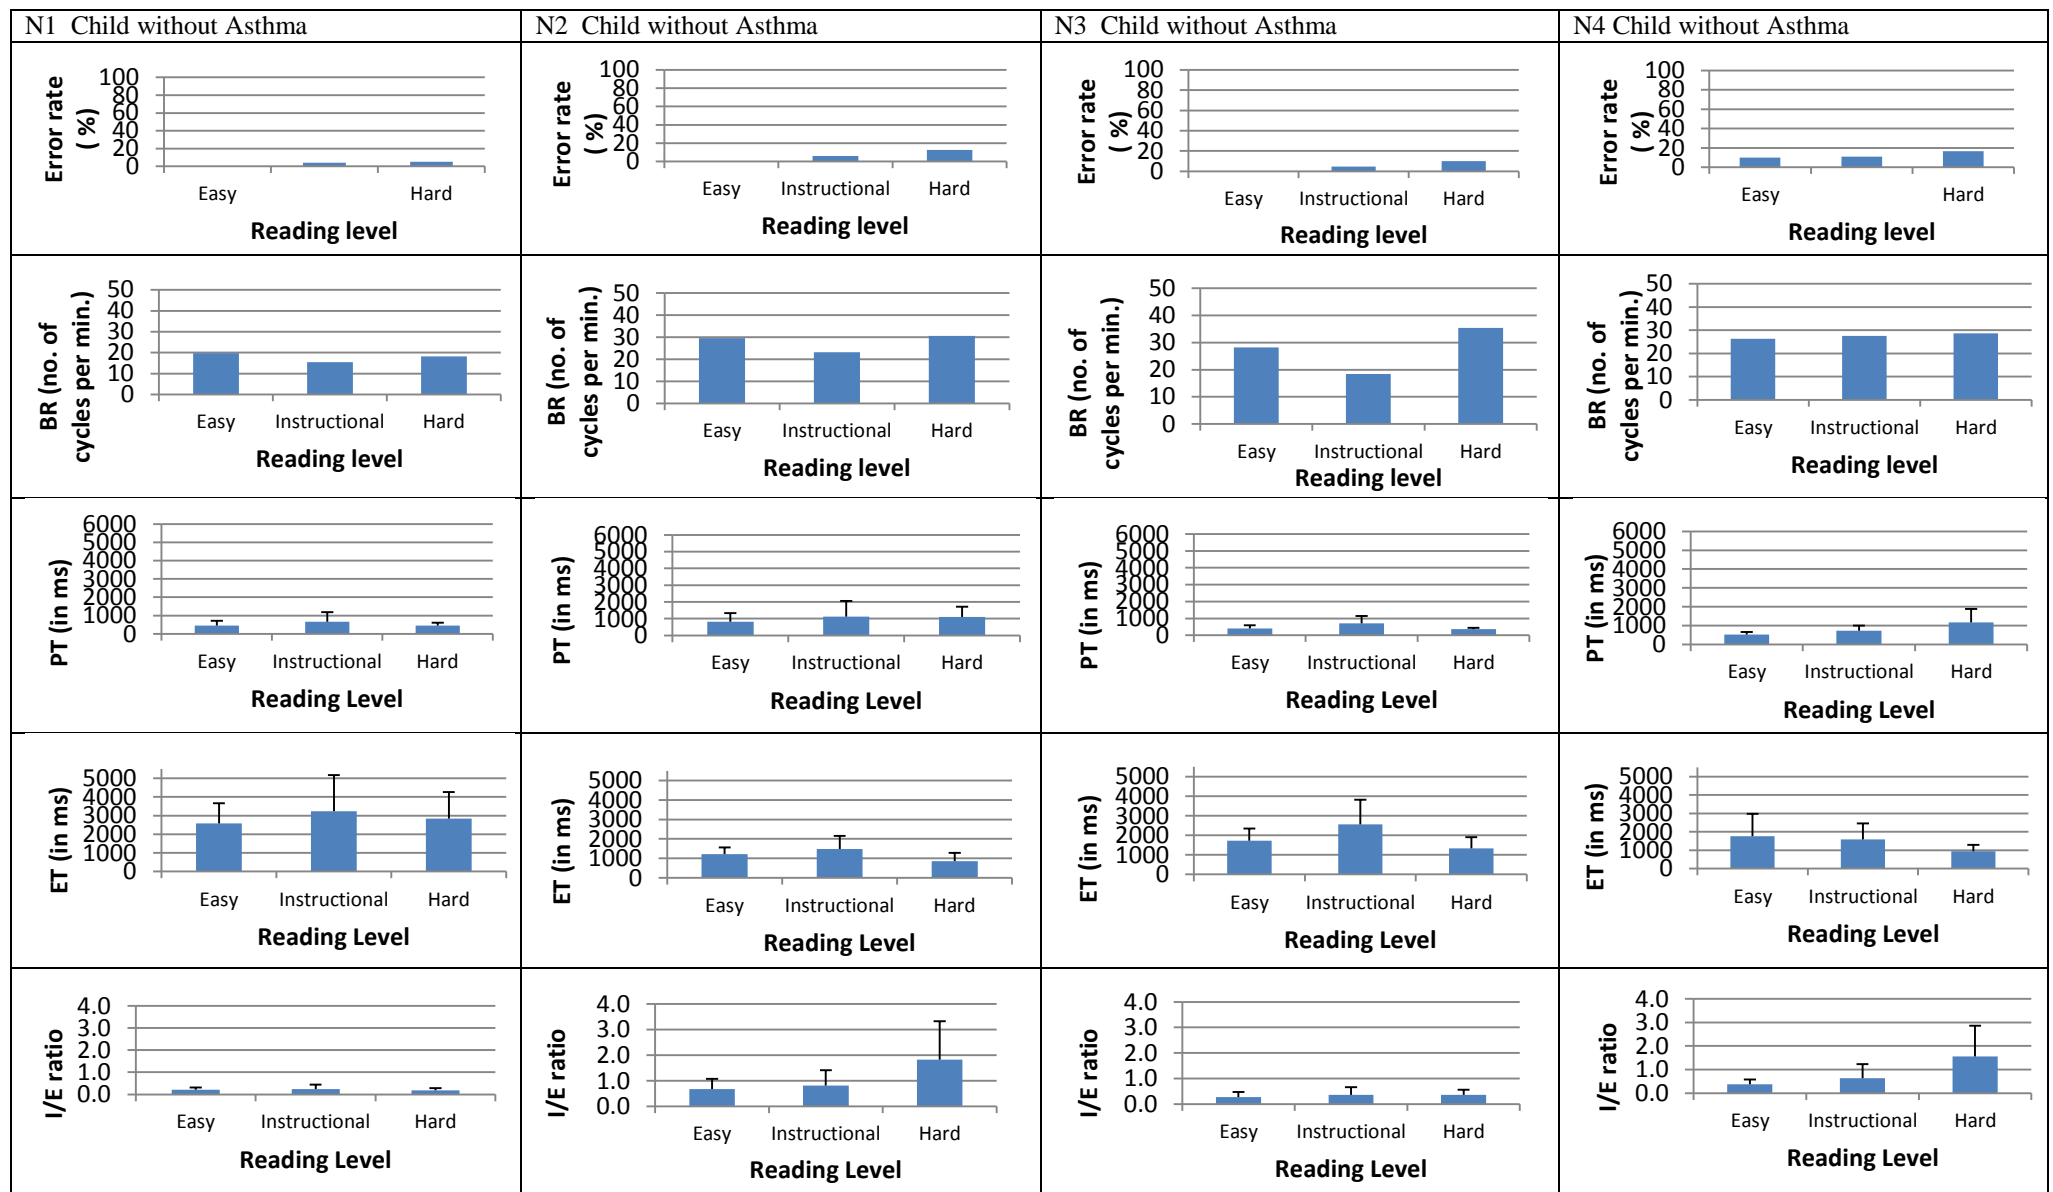 N1  Child without Asthma
N2  Child without Asthma
N3  Child without Asthma
N4 Child without Asthma
Error rate
( %)
100
80
60
40
20
0
Easy
Hard
Reading level
Error rate
( %)
100
80
60
40
20
0
Easy
Instructional
Hard
Reading level
Error rate
( %)
100
80
60
40
20
0
Easy
Instructional
Hard
Reading level
Error rate
( %)
100
80
60
40
20
0
Easy
Hard
Reading level
BR (no. of
cycles per min.)
50
40
30
20
10
0
Easy
Instructional
Hard
Reading level
BR (no. of
cycles per min.)
50
40
30
20
10
0
Easy
Instructional
Hard
Reading level
BR (no. of
cycles per min.)
50
40
30
20
10
0
Easy
Instructional
Hard
Reading level
BR (no. of
cycles per min.)
50
40
30
20
10
0
Easy
Instructional
Hard
Reading level
PT (in ms)
6000
5000
4000
3000
2000
1000
0
Easy
Instructional
Hard
Reading Level
PT (in ms)
6000
5000
4000
3000
2000
1000
0
Easy
Instructional
Hard
Reading Level
PT (in ms)
6000
5000
4000
3000
2000
1000
0
Easy
Instructional
Hard
Reading Level
PT (in ms)
6000
5000
4000
3000
2000
1000
0
Easy
Instructional
Hard
Reading Level
ET (in ms)
5000
4000
3000
2000
1000
0
Easy
Instructional
Hard
Reading Level
ET (in ms)
5000
4000
3000
2000
1000
0
Easy
Instructional
Hard
Reading Level
ET (in ms)
5000
4000
3000
2000
1000
0
Easy
Instructional
Hard
Reading Level
ET (in ms)
5000
4000
3000
2000
1000
0
Easy
Instructional
Hard
Reading Level
I/E ratio
4.0
3.0
2.0
1.0
0.0
Easy
Instructional
Hard
Reading Level
I/E ratio
4.0
3.0
2.0
1.0
0.0
Easy
Instructional
Hard
Reading Level
I/E ratio
4.0
3.0
2.0
1.0
0.0
Easy
Instructional
Hard
Reading Level
I/E ratio
4.0
3.0
2.0
1.0
0.0
Easy
Instructional
Hard
Reading Level